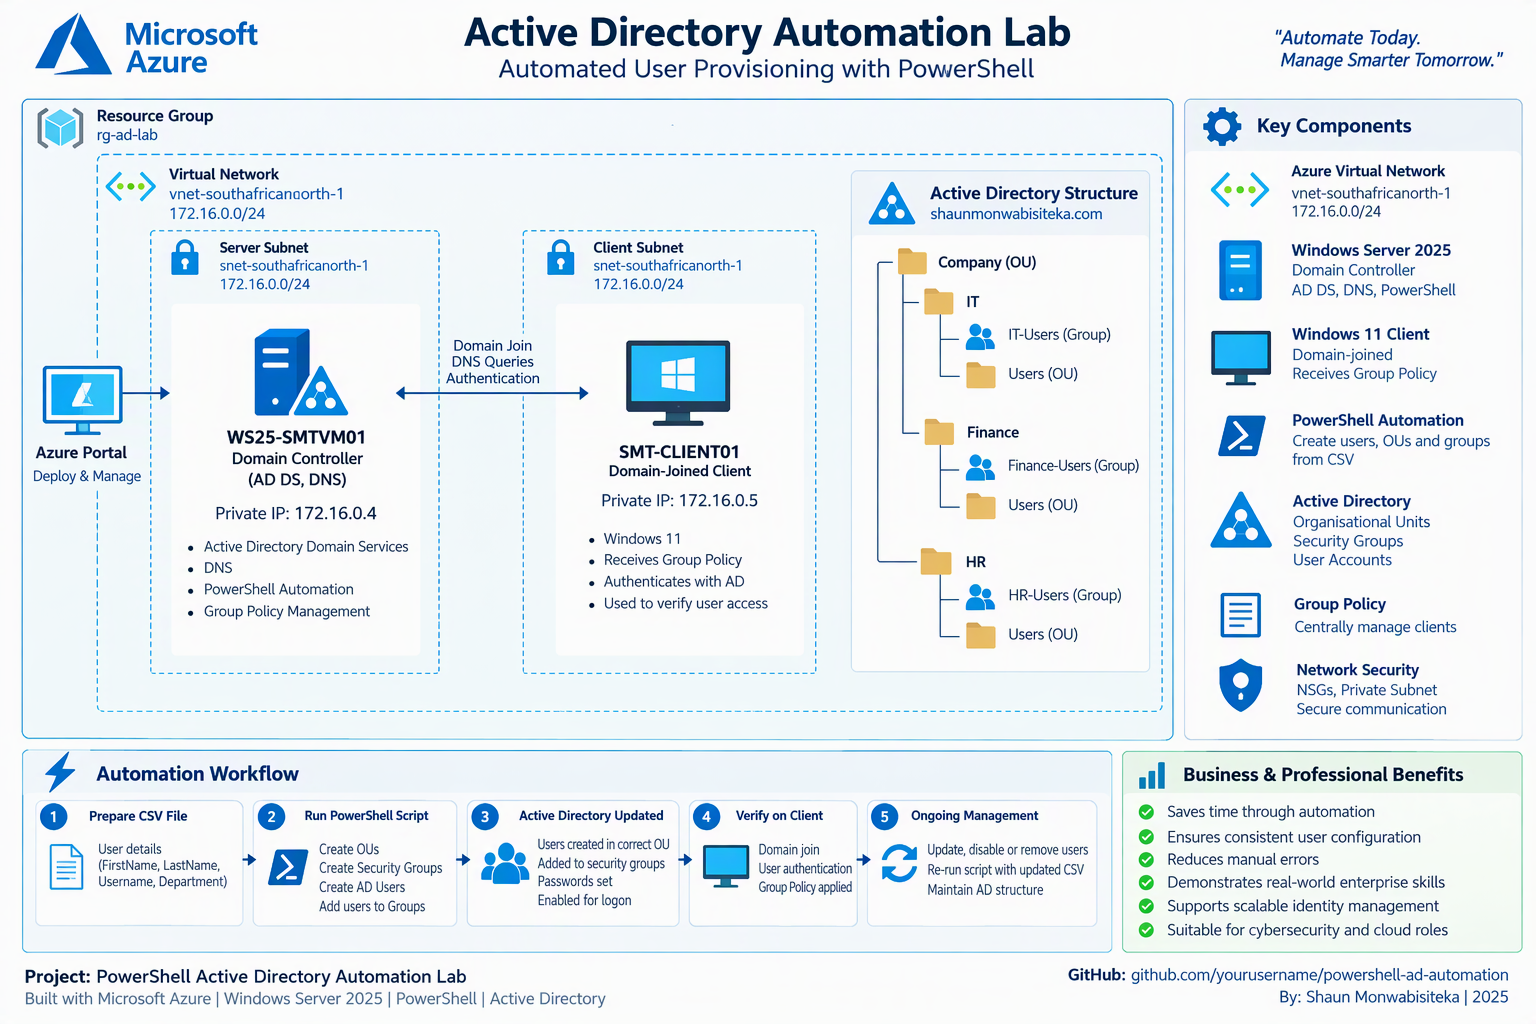 Microsoft
Azure
Active Directory Automation Lab
Automated User Provisioning with PowerShell
"Automate Today.
Manage Smarter Tomorrow."
Resource Group
rg-ad-lab
Virtual Network
vnet-southafricanorth-1
172.16.0.0/24
Server Subnet
snet-southafricanorth-1
172.16.0.0/24
Client Subnet
snet-southafricanorth-1
172.16.0.0/24
Azure Portal
Deploy & Manage
WS25-SMTVM01
Domain Controller
(AD DS, DNS)
Private IP: 172.16.0.4
• Active Directory Domain Services
• DNS
• PowerShell Automation
• Group Policy Management
Domain Join
DNS Queries
Authentication
SMT-CLIENT01
Domain-Joined Client
Private IP: 172.16.0.5
• Windows 11
• Receives Group Policy
• Authenticates with AD
• Used to verify user access
Active Directory Structure
shaunmonwabisiteka.com
Company (OU)
IT
IT-Users (Group)
Users (OU)
Finance
Finance-Users (Group)
Users (OU)
HR
HR-Users (Group)
Users (OU)
Key Components
Azure Virtual Network
vnet-southafricanorth-1
172.16.0.0/24
Windows Server 2025
Domain Controller
AD DS, DNS, PowerShell
Windows 11 Client
Domain-joined
Receives Group Policy
PowerShell Automation
Create users, OUs and groups
from CSV
Active Directory
Organisational Units
Security Groups
User Accounts
Group Policy
Centrally manage clients
Network Security
NSGs, Private Subnet
Secure communication
Automation Workflow
1 Prepare CSV File
User details
(FirstName, LastName,
Username, Department)
2 Run PowerShell Script
Create OUs
Create Security Groups
Create AD Users
Add users to Groups
3 Active Directory Updated
Users created in correct OU
Added to security groups
Passwords set
Enabled for logon
4 Verify on Client
Domain join
User authentication
Group Policy applied
5 Ongoing Management
Update, disable or remove users
Re-run script with updated CSV
Maintain AD structure
Business & Professional Benefits
Saves time through automation
Ensures consistent user configuration
Reduces manual errors
Demonstrates real-world enterprise skills
Supports scalable identity management
Suitable for cybersecurity and cloud roles
Project: PowerShell Active Directory Automation Lab
Built with Microsoft Azure | Windows Server 2025 | PowerShell | Active Directory
GitHub: github.com/yourusername/powershell-ad-automation
By: Shaun Monwabisiteka | 2025